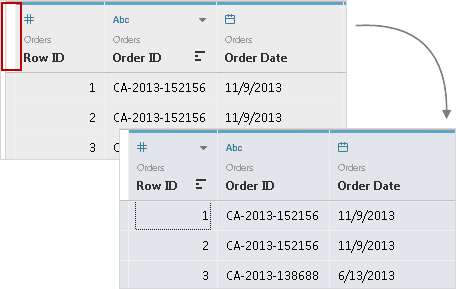 # Abc
Orders Orders Orders
Row ID Order ID Order Date
1 CA-2013-152156 11/9/2013
2 CA-2013-152156 11/9/2013
3
# Abc
Orders Orders Orders
Row ID Order ID Order Date
1 CA-2013-152156 11/9/2013
2 CA-2013-152156 11/9/2013
3 CA-2013-138688 6/13/2013